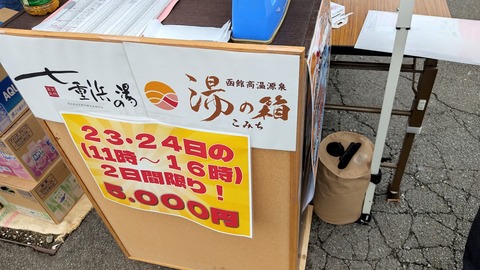 七重浜の湯
函館高温源泉
湯の箱
こみち
23・24日の
(11時～16時)
2日間限り!
5,000円
AQU